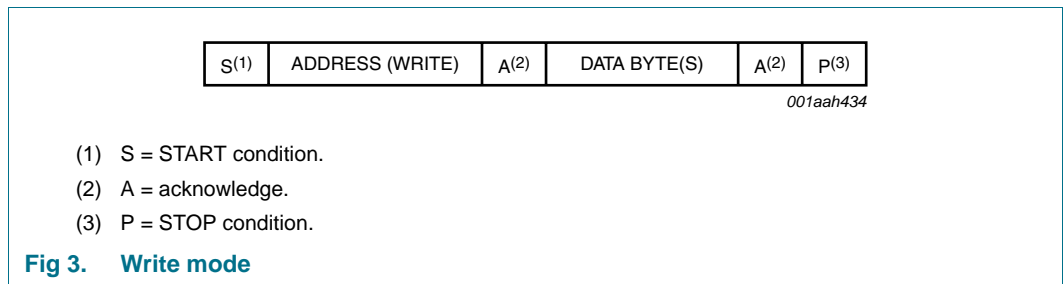 S(1) ADDRESS (WRITE) A(2) DATA BYTE(S) A(2) P(3)
001aah434
(1) S = START condition.
(2) A = acknowledge.
(3) P = STOP condition.
Fig 3. Write mode